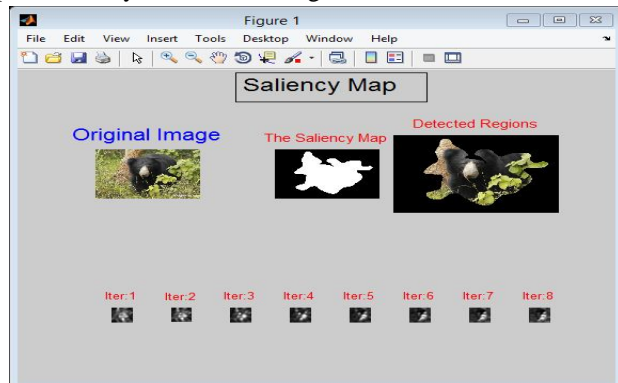 Figure 1
File Edit View Insert Tools Desktop Window Help
Saliency Map
Original Image
The Saliency Map
Detected Regions
Iter:1 Iter:2 Iter:3 Iter:4 Iter:5 Iter:6 Iter:7 Iter:8